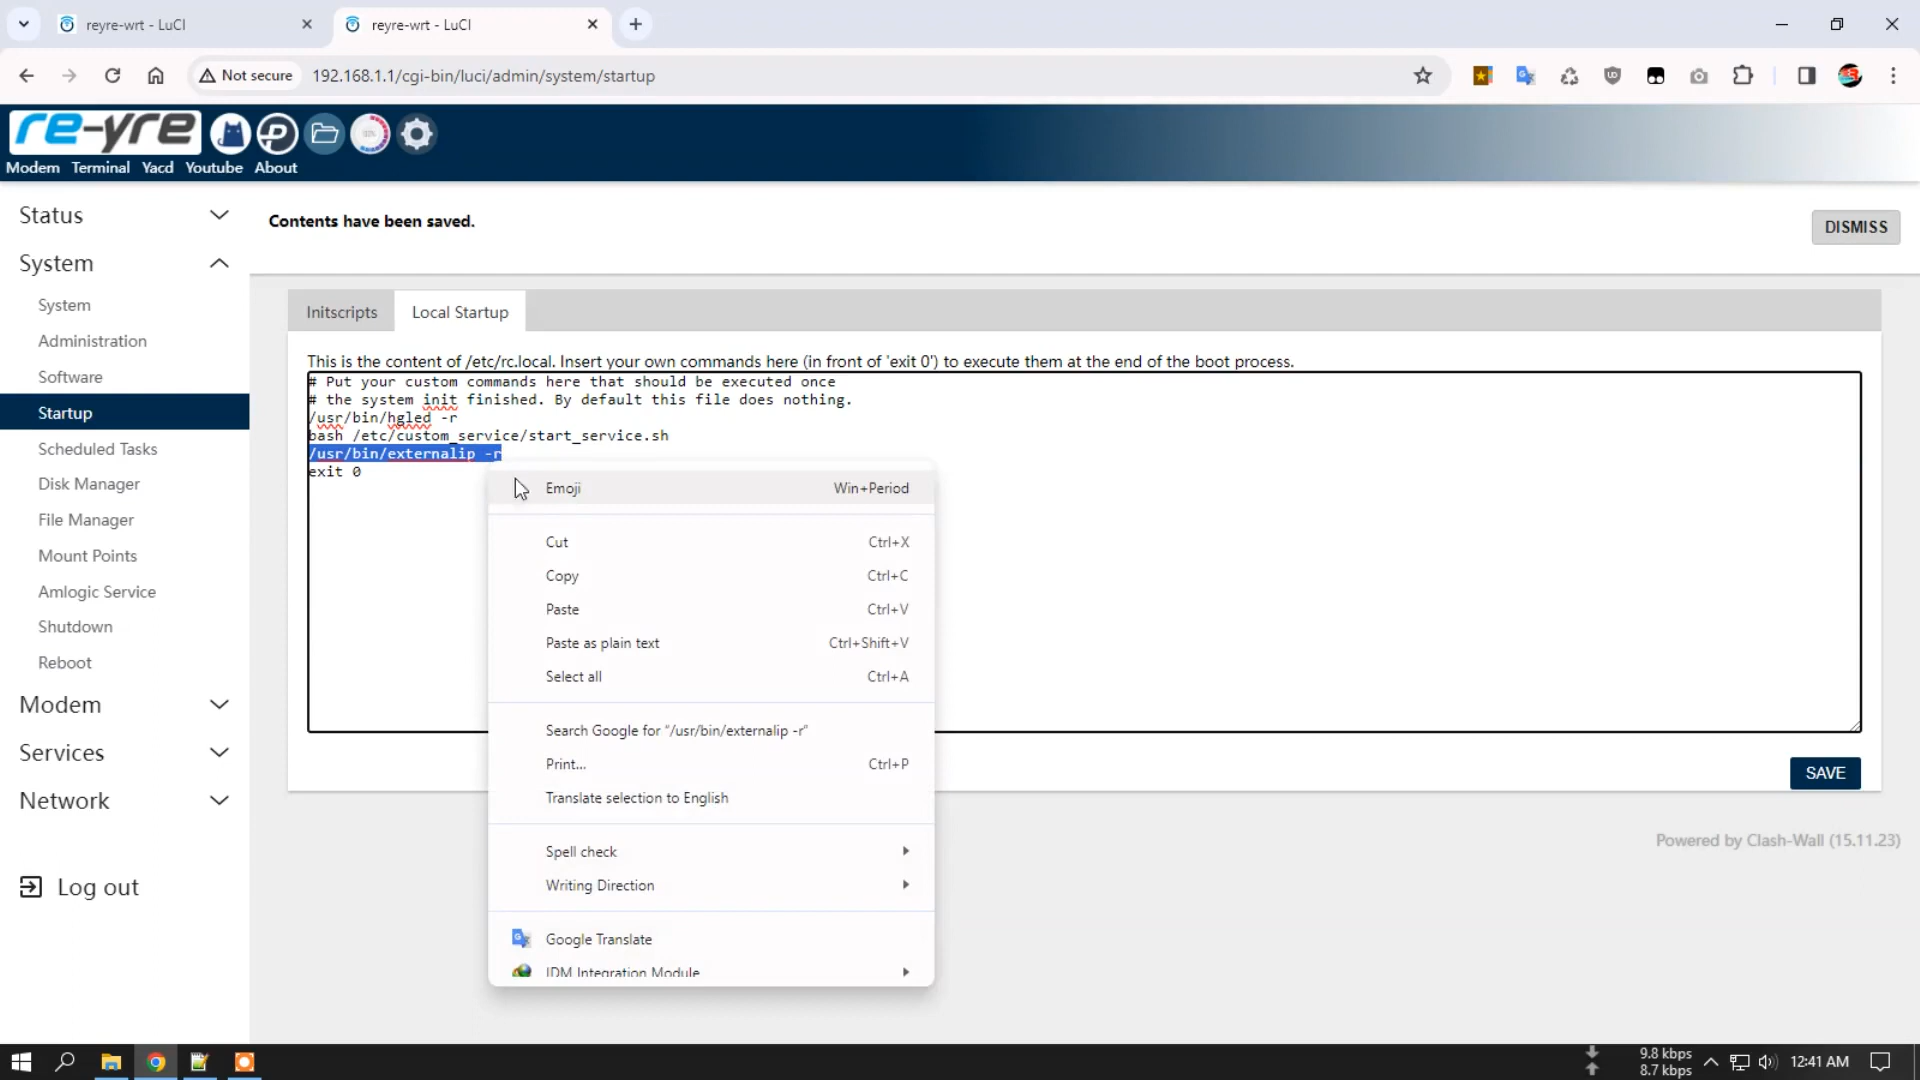 reyre-wrt - LuCI
reyre-wrt - LuCI
Not secure
192.168.1.1/cgi-bin/luci/admin/system/startup
re-yre
Modem Terminal Yacd Youtube About
Status
System
System
Administration
Software
Startup
Scheduled Tasks
Disk Manager
File Manager
Mount Points
Amlogic Service
Shutdown
Reboot
Modem
Services
Network
Log out
Contents have been saved.
DISMISS
Initscripts
Local Startup
This is the content of /etc/rc.local. Insert your own commands here (in front of 'exit 0') to execute them at the end of the boot process.
# Put your custom commands here that should be executed once
# the system init finished. By default this file does nothing.
/usr/bin/hgled -r
bash /etc/custom_service/start_service.sh
/usr/bin/externalip -r
exit 0
Emoji Win+Period
Cut Ctrl+X
Copy Ctrl+C
Paste Ctrl+V
Paste as plain text Ctrl+Shift+V
Select all Ctrl+A
Search Google for “/usr/bin/externalip -r”
Print... Ctrl+P
Translate selection to English
Spell check
Writing Direction
Google Translate
IDM Integration Module
SAVE
Powered by Clash-Wall (15.11.23)
9.8 kbps
8.7 kbps
12:41 AM